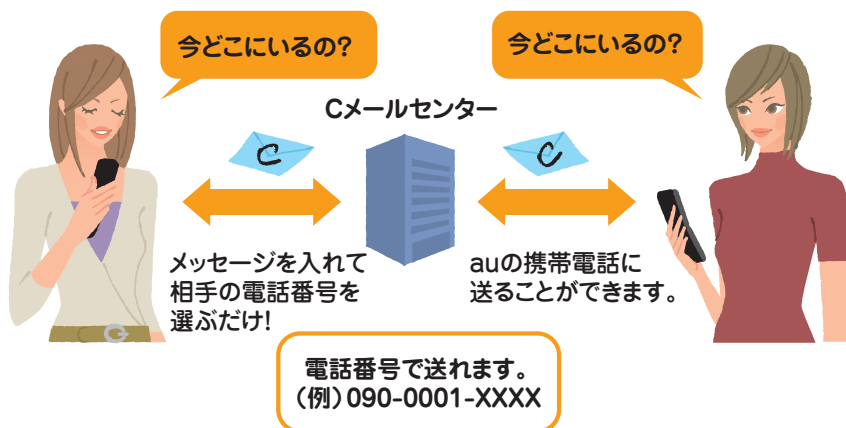 今どこにいるの?
今どこにいるの?
Cメールセンター
C
C
メッセージを入れて
相手の電話番号を
選ぶだけ!
auの携帯電話に
送ることができます。
電話番号で送れます。
(例)090-0001-XXXX